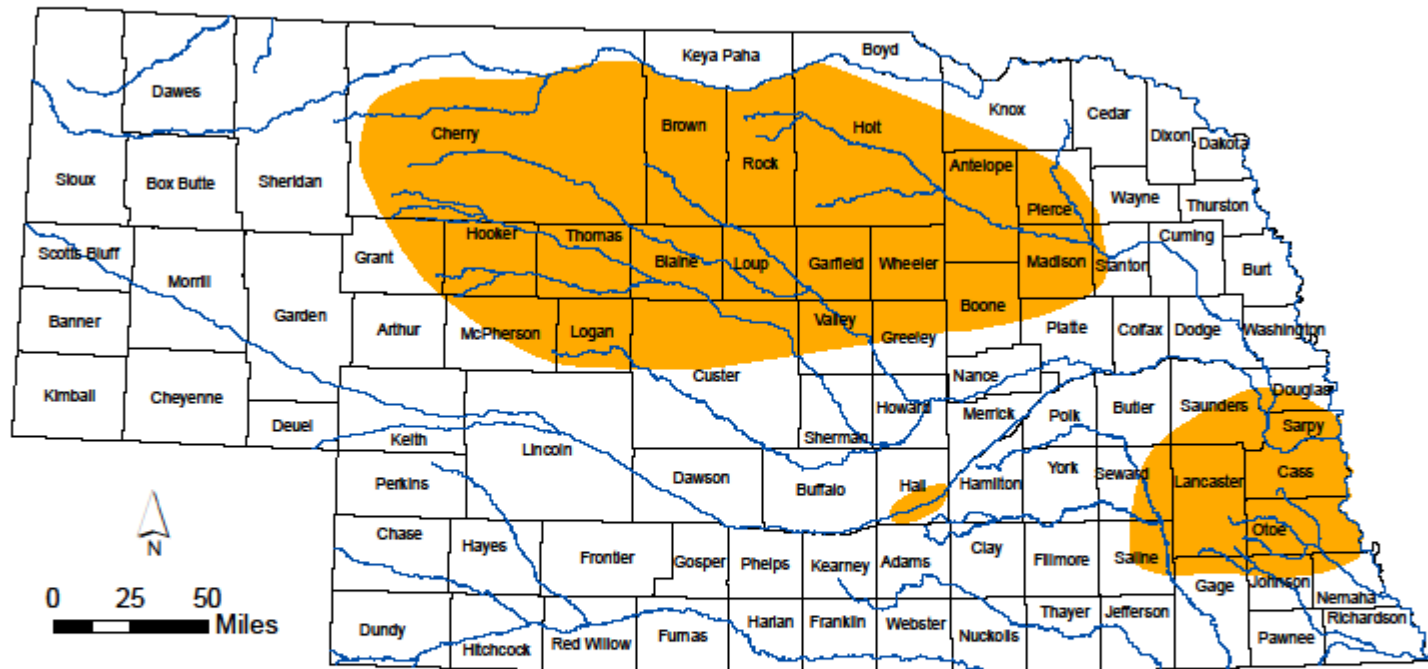 Keya Paha
Boyd
Knox
Cedar
Dixon
Dakota
Dawes
Cherry
Brown
Holt
Rock
Sioux
Box Butte
Sheridan
Antelope
Pierce
Wayne
Thurston
Scotts Bluff
Morrill
Grant
Hooker
Thomas
Blaine
Loup
Garfield
Wheeler
Madison
Stanton
Cuming
Burt
Banner
Garden
Arthur
McPherson
Logan
Valley
Greeley
Boone
Platte
Colfax
Dodge
Washington
Kimball
Cheyenne
Deuel
Custer
Nance
Howard
Merrick
Polk
Butler
Saunders
Douglas
Sarpy
Keith
Lincoln
Sherman
Perkins
Dawson
Buffalo
Hall
Hamilton
York
Seward
Lancaster
Cass
Otoe
Chase
Hayes
Frontier
Gosper
Phelps
Kearney
Adams
Clay
Fillmore
Saline
Gage
Johnson
Nemaha
Dundy
Hitchcock
Red Willow
Furnas
Harlan
Franklin
Webster
Nuckolls
Thayer
Jefferson
Pawnee
Richardson
N
0 25 50
Miles